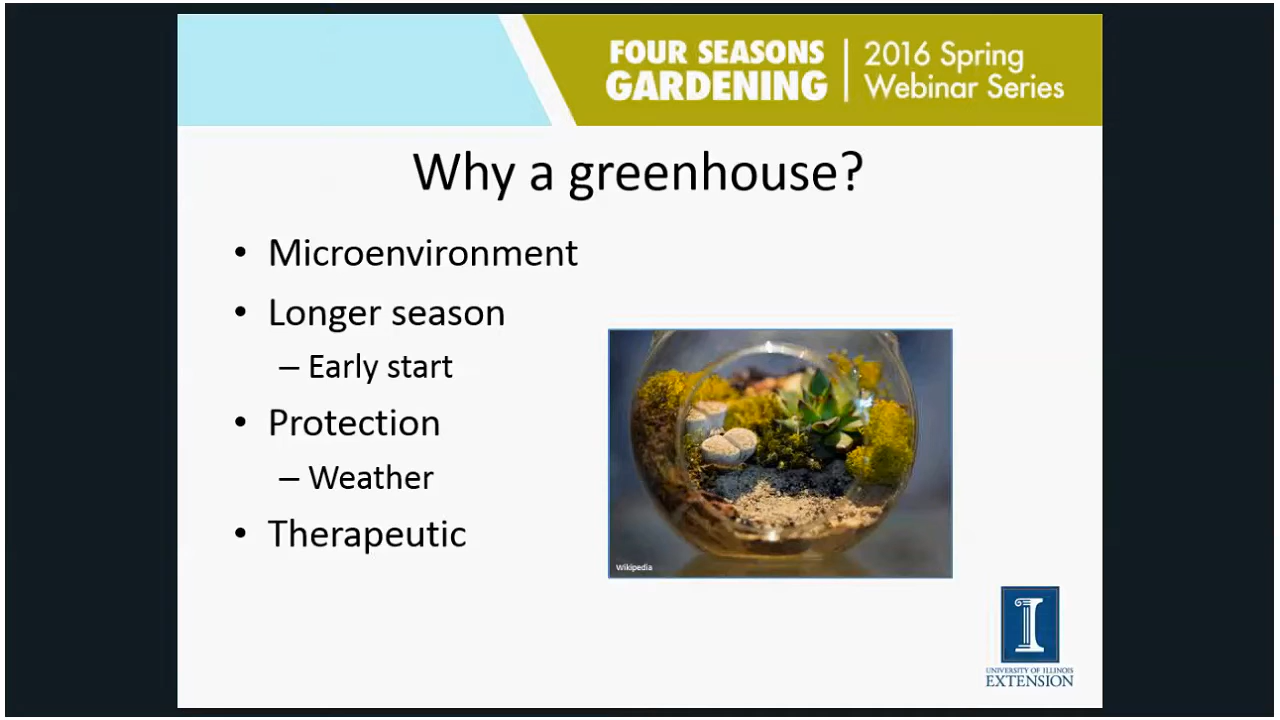 FOUR SEASONS
GARDENING
2016 Spring
Webinar Series
Why a greenhouse?
• Microenvironment
• Longer season
– Early start
• Protection
– Weather
• Therapeutic
Wikipedia
I
UNIVERSITY OF ILLINOIS
EXTENSION